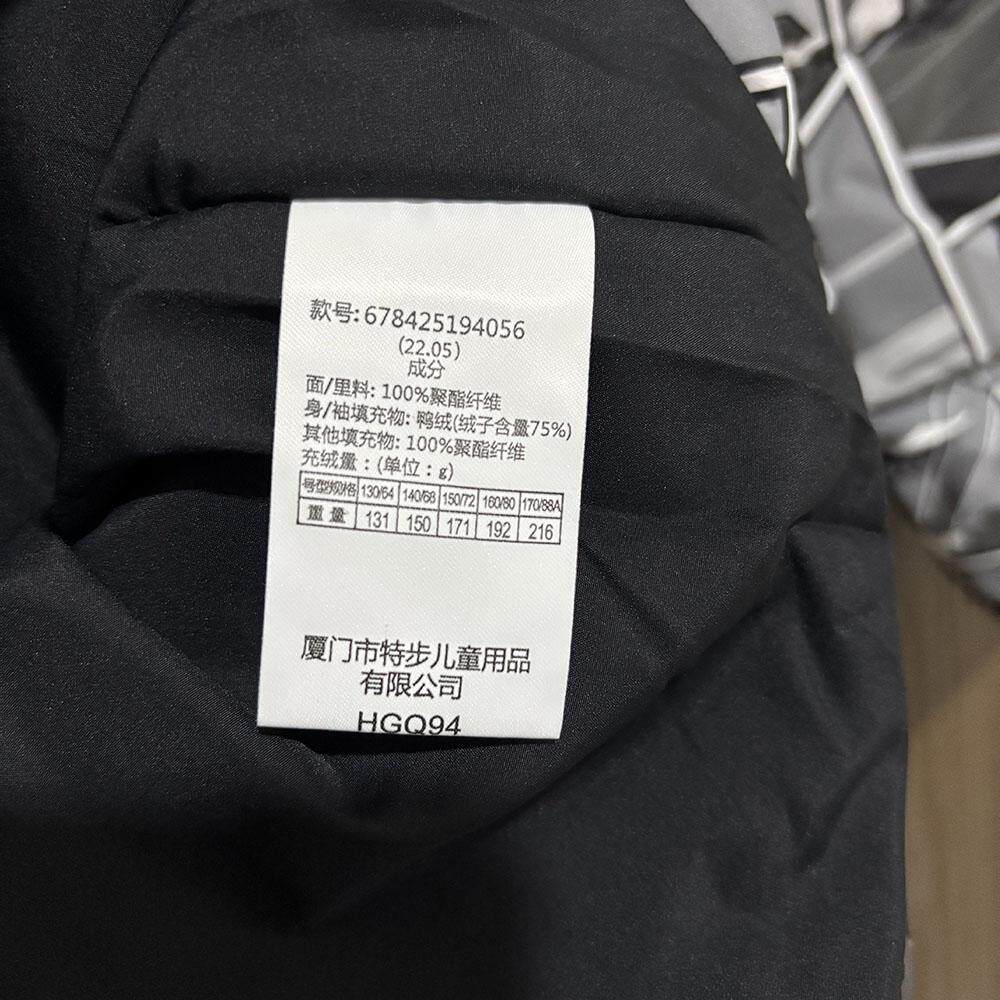 款号:678425194056
(22.05)
成分
面/里料: 100%聚酯纤维
身/袖填充物: 鸭绒(绒子含量75%)
其他填充物: 100%聚酯纤维
充绒量:(单位:g)
号型规格 130/64 140/68 150/72 160/80 170/88A
重量 131 150 171 192 216
厦门市特步儿童用品
有限公司
HGQ94